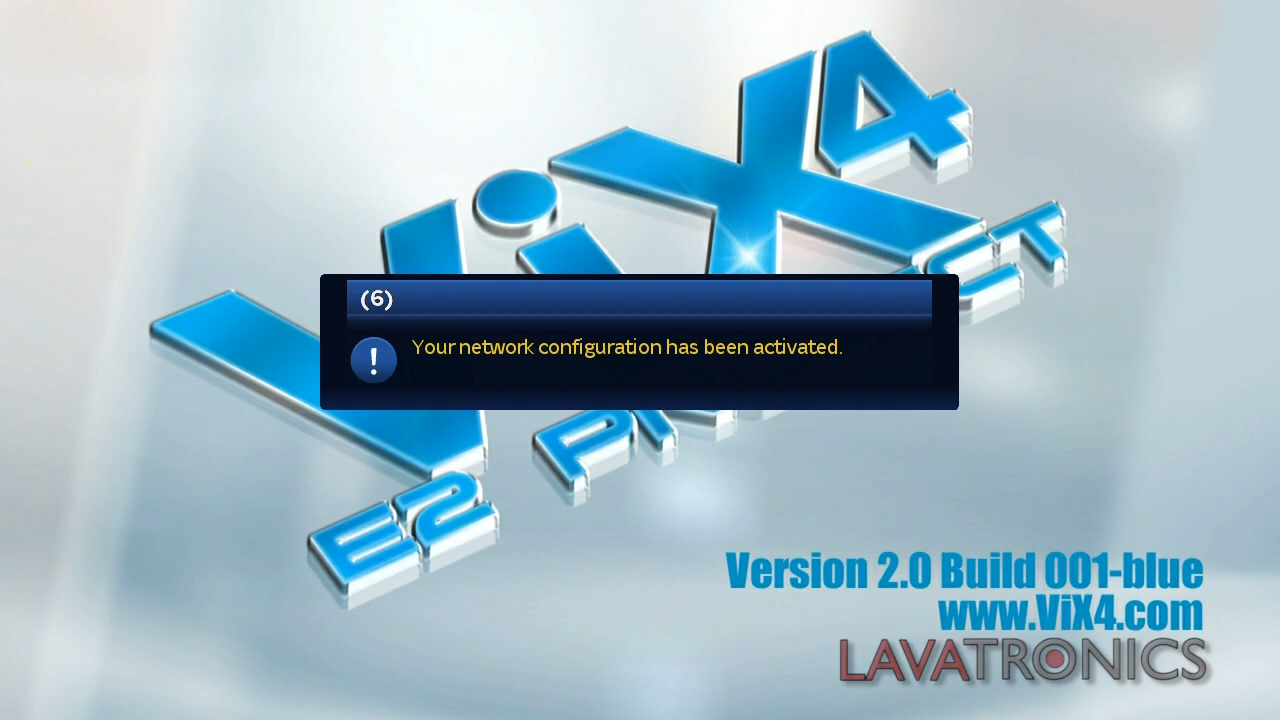 ViX4
(6)
Your network configuration has been activated.
E2
Version 2.0 Build 001-blue
www.ViX4.com
LAVATRONICS